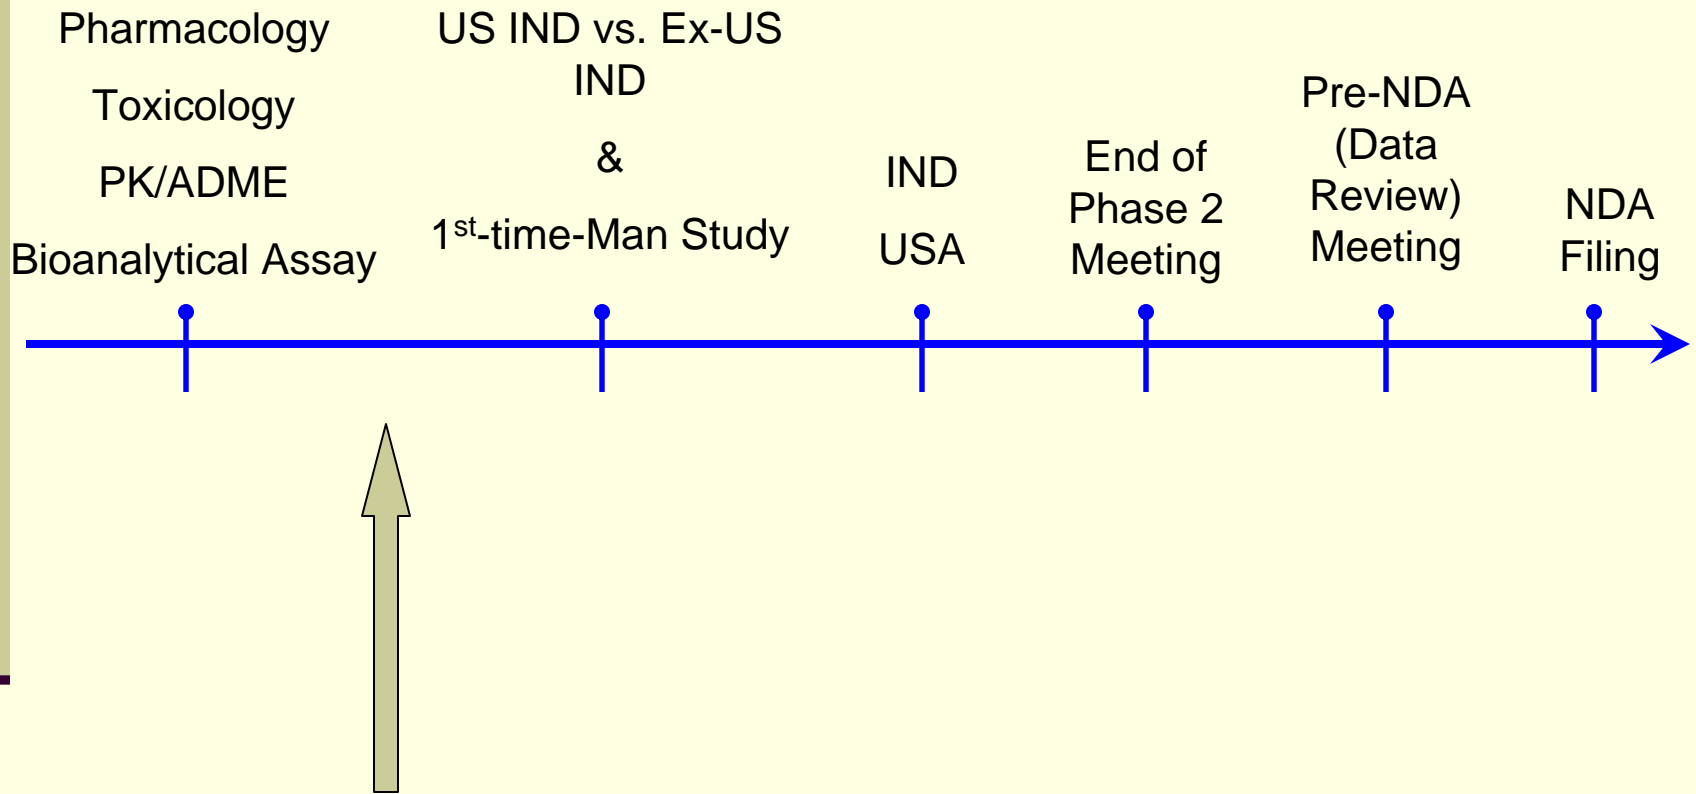 Pharmacology
Toxicology
PK/ADME
Bioanalytical Assay
US IND vs. Ex-US
IND
&
1st-time-Man Study
IND
USA
End of
Phase 2
Meeting
Pre-NDA
(Data
Review)
Meeting
NDA
Filing